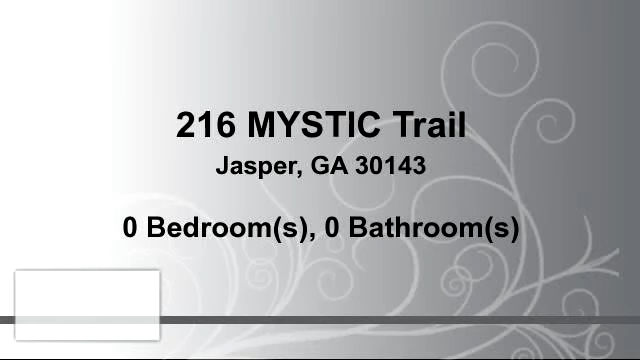 216 MYSTIC Trail
Jasper, GA 30143
0 Bedroom(s), 0 Bathroom(s)